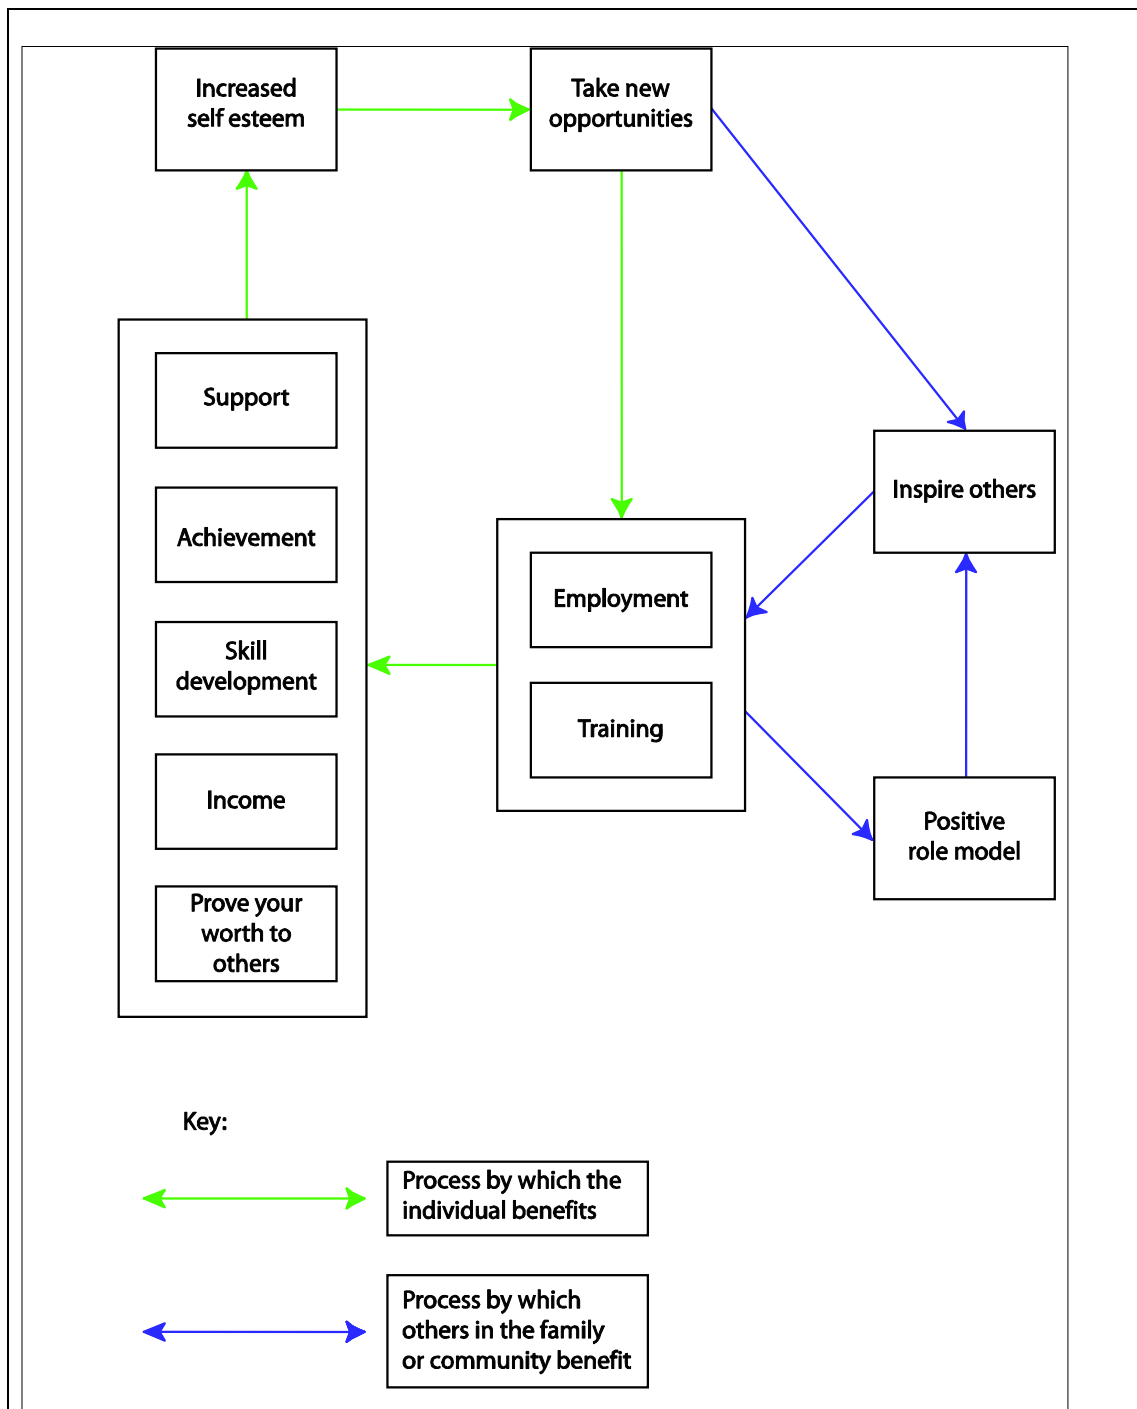 Increased
self esteem
Take new
opportunities
Support
Achievement
Skill
development
Income
Prove your
worth to
others
Employment
Training
Inspire others
Positive
role model
Key:
Process by which the
individual benefits
Process by which
others in the family
or community benefit